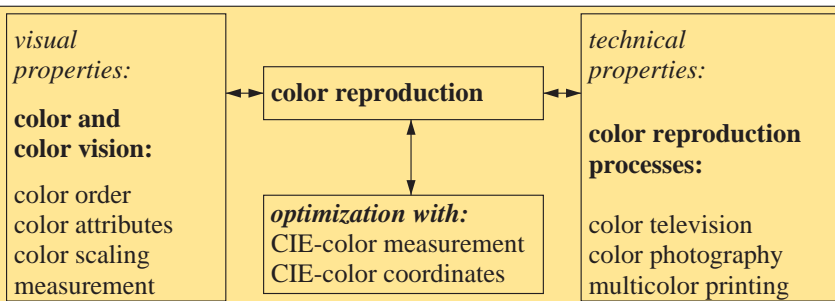 visual
properties:
color and
color vision:
color order
color attributes
color scaling
measurement
color reproduction
optimization with:
CIE-color measurement
CIE-color coordinates
technical
properties:
color reproduction
processes:
color television
color photography
multicolor printing